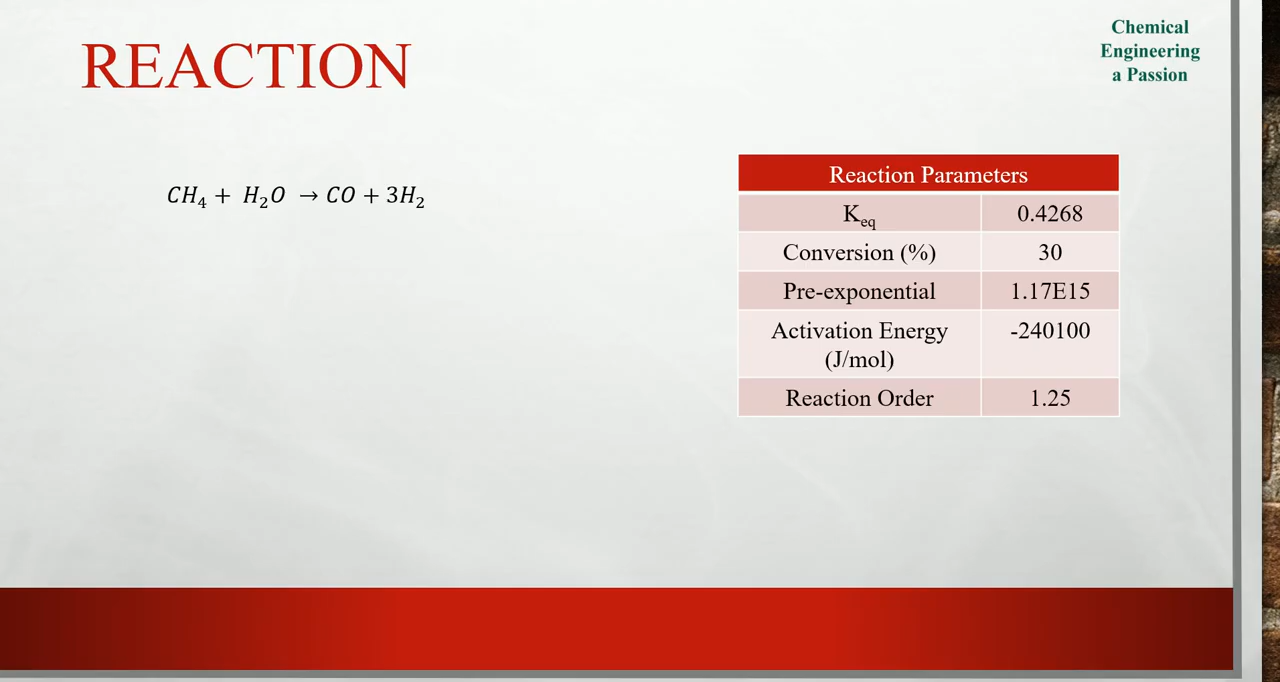 REACTION
Chemical
Engineering
a Passion
CH₄ + H₂O → CO + 3H₂
Reaction Parameters
Keq 0.4268
Conversion (%) 30
Pre-exponential 1.17E15
Activation Energy
(J/mol) -240100
Reaction Order 1.25